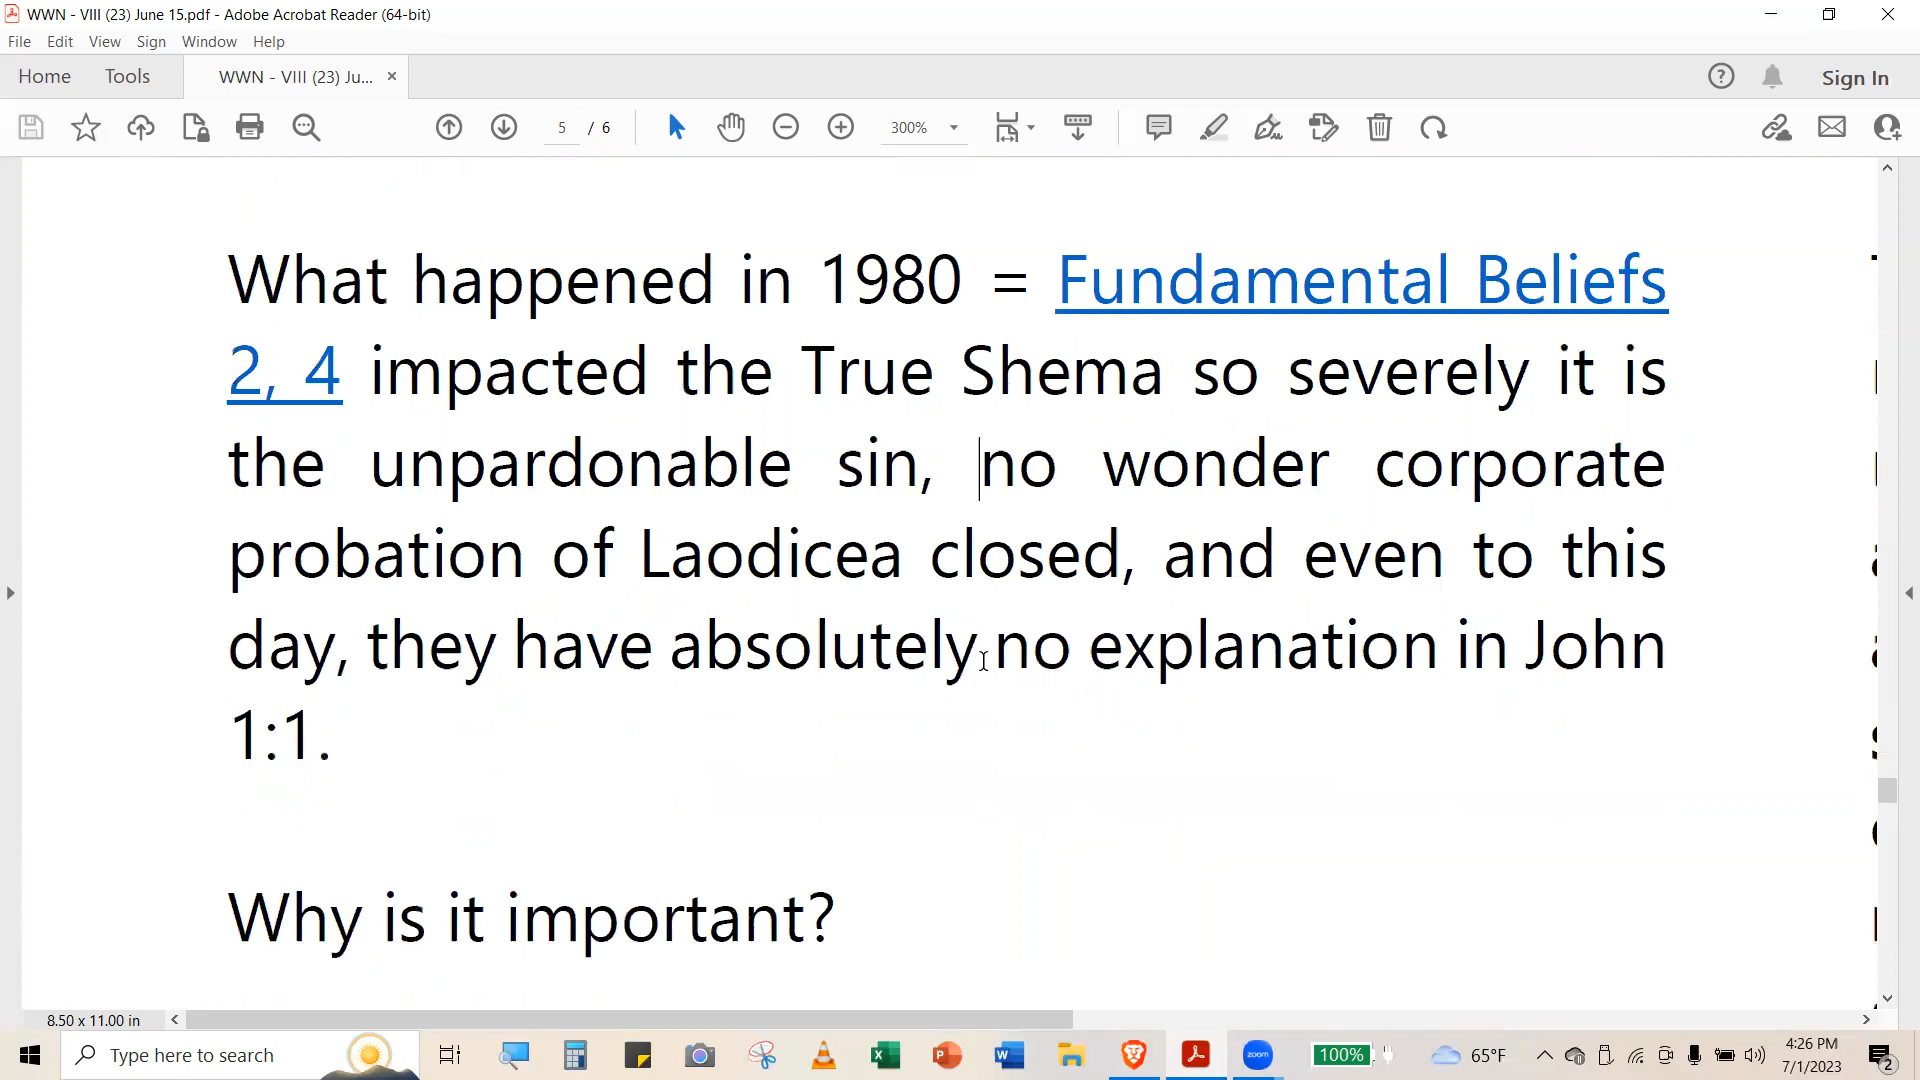 WWN - VIII (23) June 15.pdf - Adobe Acrobat Reader (64-bit)
File Edit View Sign Window Help
Home Tools WWN - VIII (23) Ju... × Sign In
5 / 6 300%
What happened in 1980 = Fundamental Beliefs
2, 4 impacted the True Shema so severely it is
the unpardonable sin, no wonder corporate
probation of Laodicea closed, and even to this
day, they have absolutely no explanation in John
1:1.
Why is it important?
8.50 x 11.00 in
Type here to search
zoom
100%
65°F
4:26 PM
7/1/2023
2